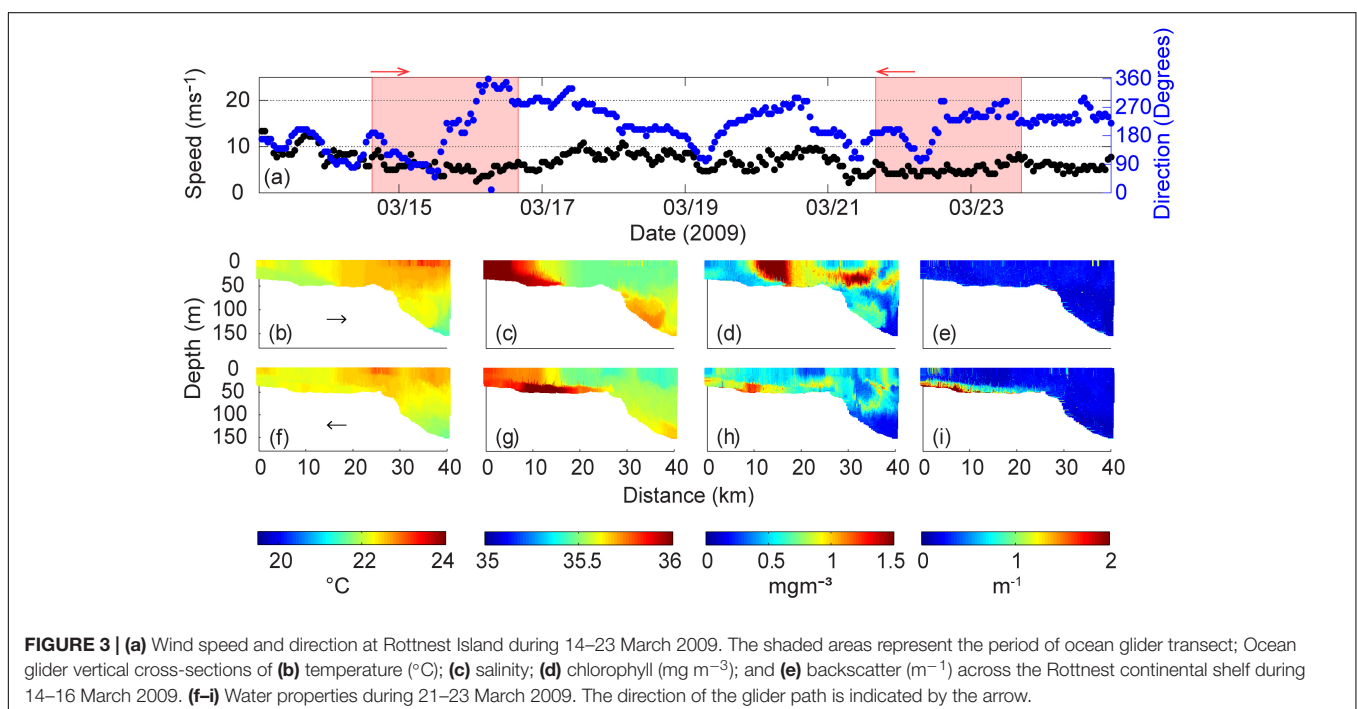 Speed (ms⁻¹)
20
10
0
(a)
360
270
180
90
0
Direction (Degrees)
03/15 03/17 03/19 03/21 03/23
Date (2009)
Depth (m)
0
50
100
150
(b) → (c) (d) (e)
0
50
100
150
(f) ← (g) (h) (i)
0 10 20 30 40 0 10 20 30 40 0 10 20 30 40 0 10 20 30 40
Distance (km)
20 22 24 35 35.5 36 0 0.5 1 1.5 0 1 2
°C mgm⁻³ m⁻¹
FIGURE 3 | (a) Wind speed and direction at Rottnest Island during 14–23 March 2009. The shaded areas represent the period of ocean glider transect; Ocean
glider vertical cross-sections of (b) temperature (°C); (c) salinity; (d) chlorophyll (mg m−3); and (e) backscatter (m−1) across the Rottnest continental shelf during
14–16 March 2009. (f–i) Water properties during 21–23 March 2009. The direction of the glider path is indicated by the arrow.